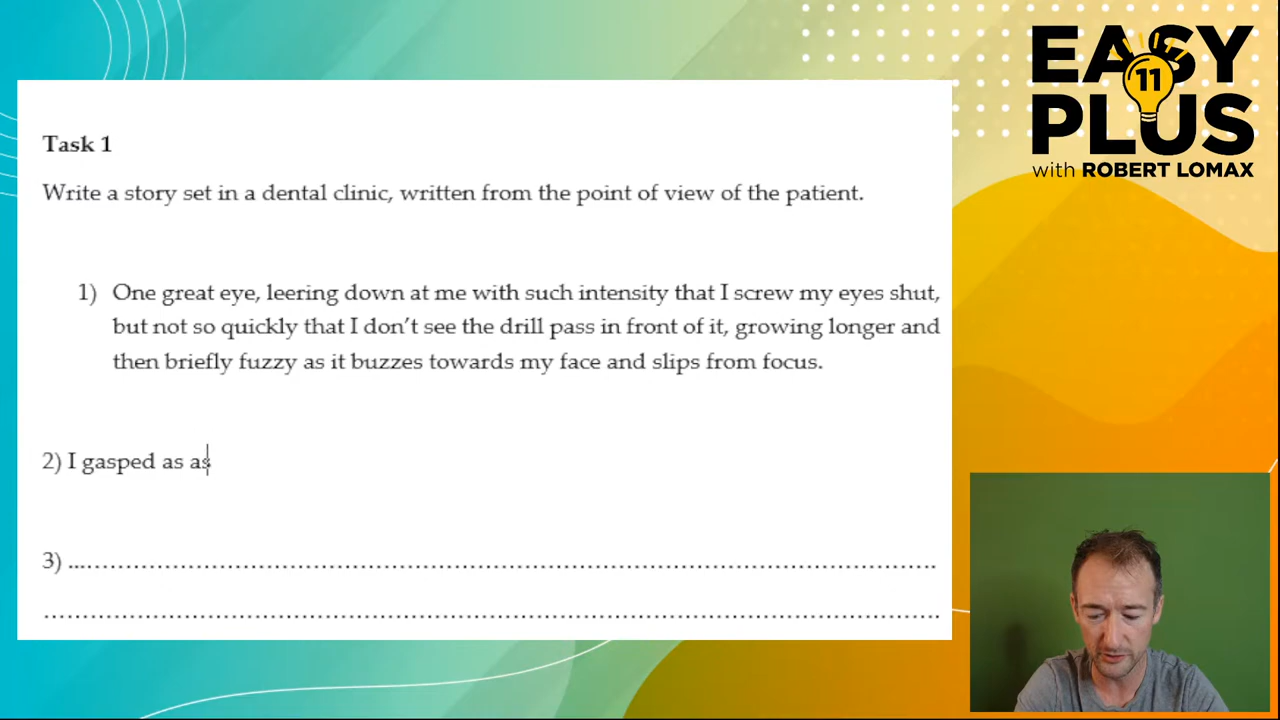 EASY
11
PLUS
with ROBERT LOMAX
Task 1
Write a story set in a dental clinic, written from the point of view of the patient.
1) One great eye, leering down at me with such intensity that I screw my eyes shut,
but not so quickly that I don't see the drill pass in front of it, growing longer and
then briefly fuzzy as it buzzes towards my face and slips from focus.
2) I gasped as as
3) ..........................................................................................................
..............................................................................................................